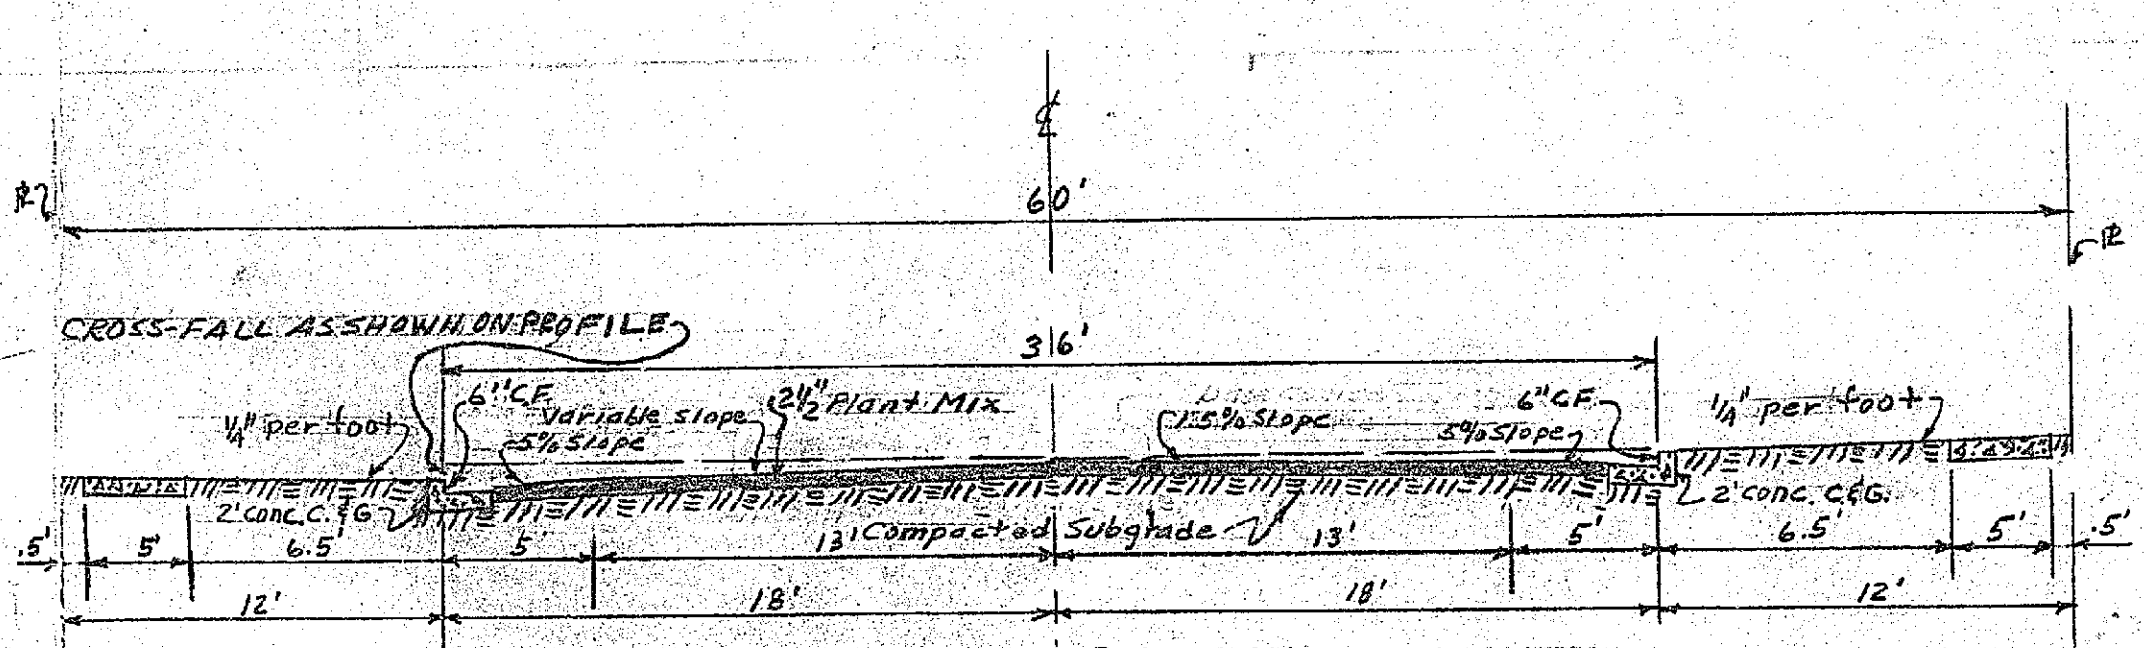 ℄
60'
PL
PL
CROSS-FALL AS SHOWN ON PROFILE
36'
6" C.F.
2½" Plant Mix
6" CF
¼" per foot
¼" per foot
Variable slope
1.5% Slope
5% Slope
5% Slope
2' conc. C. & G
2' conc. C.&G.
Compacted Subgrade
.5'
5'
6.5'
5'
13'
13'
5'
6.5'
5'
.5'
12'
18'
18'
12'